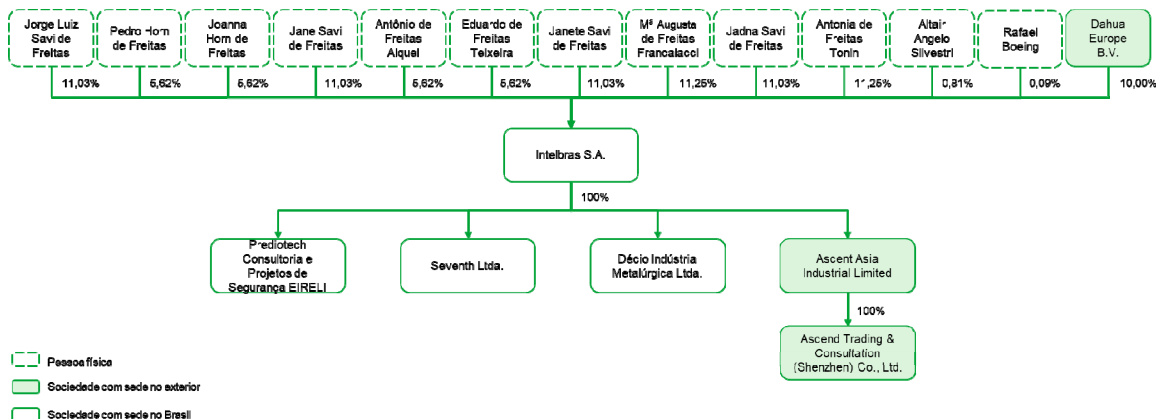 Jorge Luiz
Savi de
Freitas
Pedro Horn
de Freitas
Joanna
Horn de
Freitas
Jane Savi
de Freitas
Antônio de
Freitas
Alquel
Eduardo de
Freitas
Teixeira
Janete Savi
de Freitas
Mª Augusta
de Freitas
Francalacci
Jadna Savi
de Freitas
Antonia de
Freitas
Tonin
Altair
Angelo
Silvestri
Rafael
Boeing
Dahua
Europe
B.V.
11,03%
5,62%
5,62%
11,03%
5,62%
5,62%
11,03%
11,25%
11,03%
11,25%
0,81%
0,09%
10,00%
Intelbras S.A.
100%
Prediotech
Consultoria e
Projetos de
Segurança EIRELI
Seventh Ltda.
Décio Indústria
Metalúrgica Ltda.
Ascent Asia
Industrial Limited
100%
Ascend Trading &
Consultation
(Shenzhen) Co., Ltd.
Pessoa física
Sociedade com sede no exterior
Sociedade com sede no Brasil